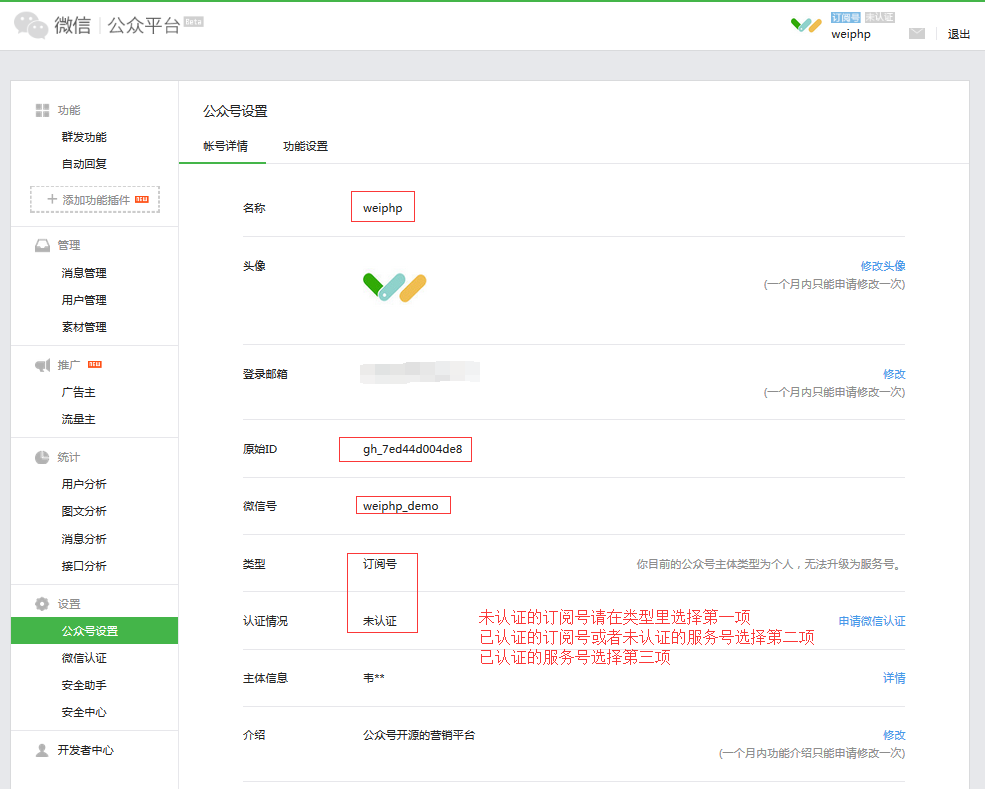 微信 公众平台 Beta
订阅号 未认证
weiphp
退出
功能
群发功能
自动回复
添加功能插件 NEW
管理
消息管理
用户管理
素材管理
推广 NEW
广告主
流量主
统计
用户分析
图文分析
消息分析
接口分析
设置
公众号设置
微信认证
安全助手
安全中心
开发者中心
公众号设置
帐号详情 功能设置
名称 weiphp
头像 修改头像
(一个月内只能申请修改一次)
登录邮箱 修改
(一个月内只能申请修改一次)
原始ID gh_7ed44d004de8
微信号 weiphp_demo
类型 订阅号 你目前的公众号主体类型为个人，无法升级为服务号。
认证情况 未认证 申请微信认证
未认证的订阅号请在类型里选择第一项
已认证的订阅号或者未认证的服务号选择第二项
已认证的服务号选择第三项
主体信息 韦** 详情
介绍 公众号开源的营销平台 修改
(一个月内功能介绍只能申请修改一次)